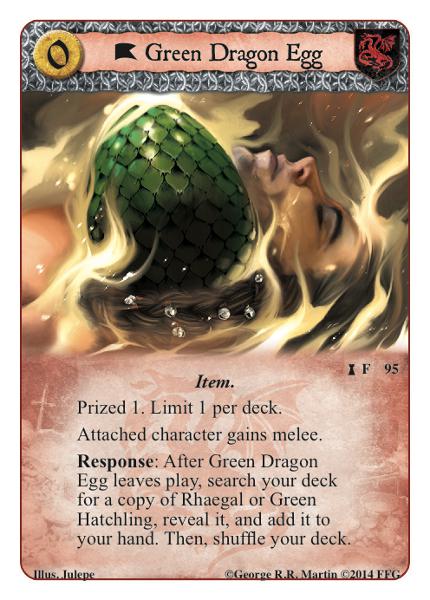 0 Green Dragon Egg
F 95
Item.
Prized 1. Limit 1 per deck.
Attached character gains melee.
Response: After Green Dragon
Egg leaves play, search your deck
for a copy of Rhaegal or Green
Hatchling, reveal it, and add it to
your hand. Then, shuffle your deck.
Illus. Julepe ©George R.R. Martin ©2014 FFG